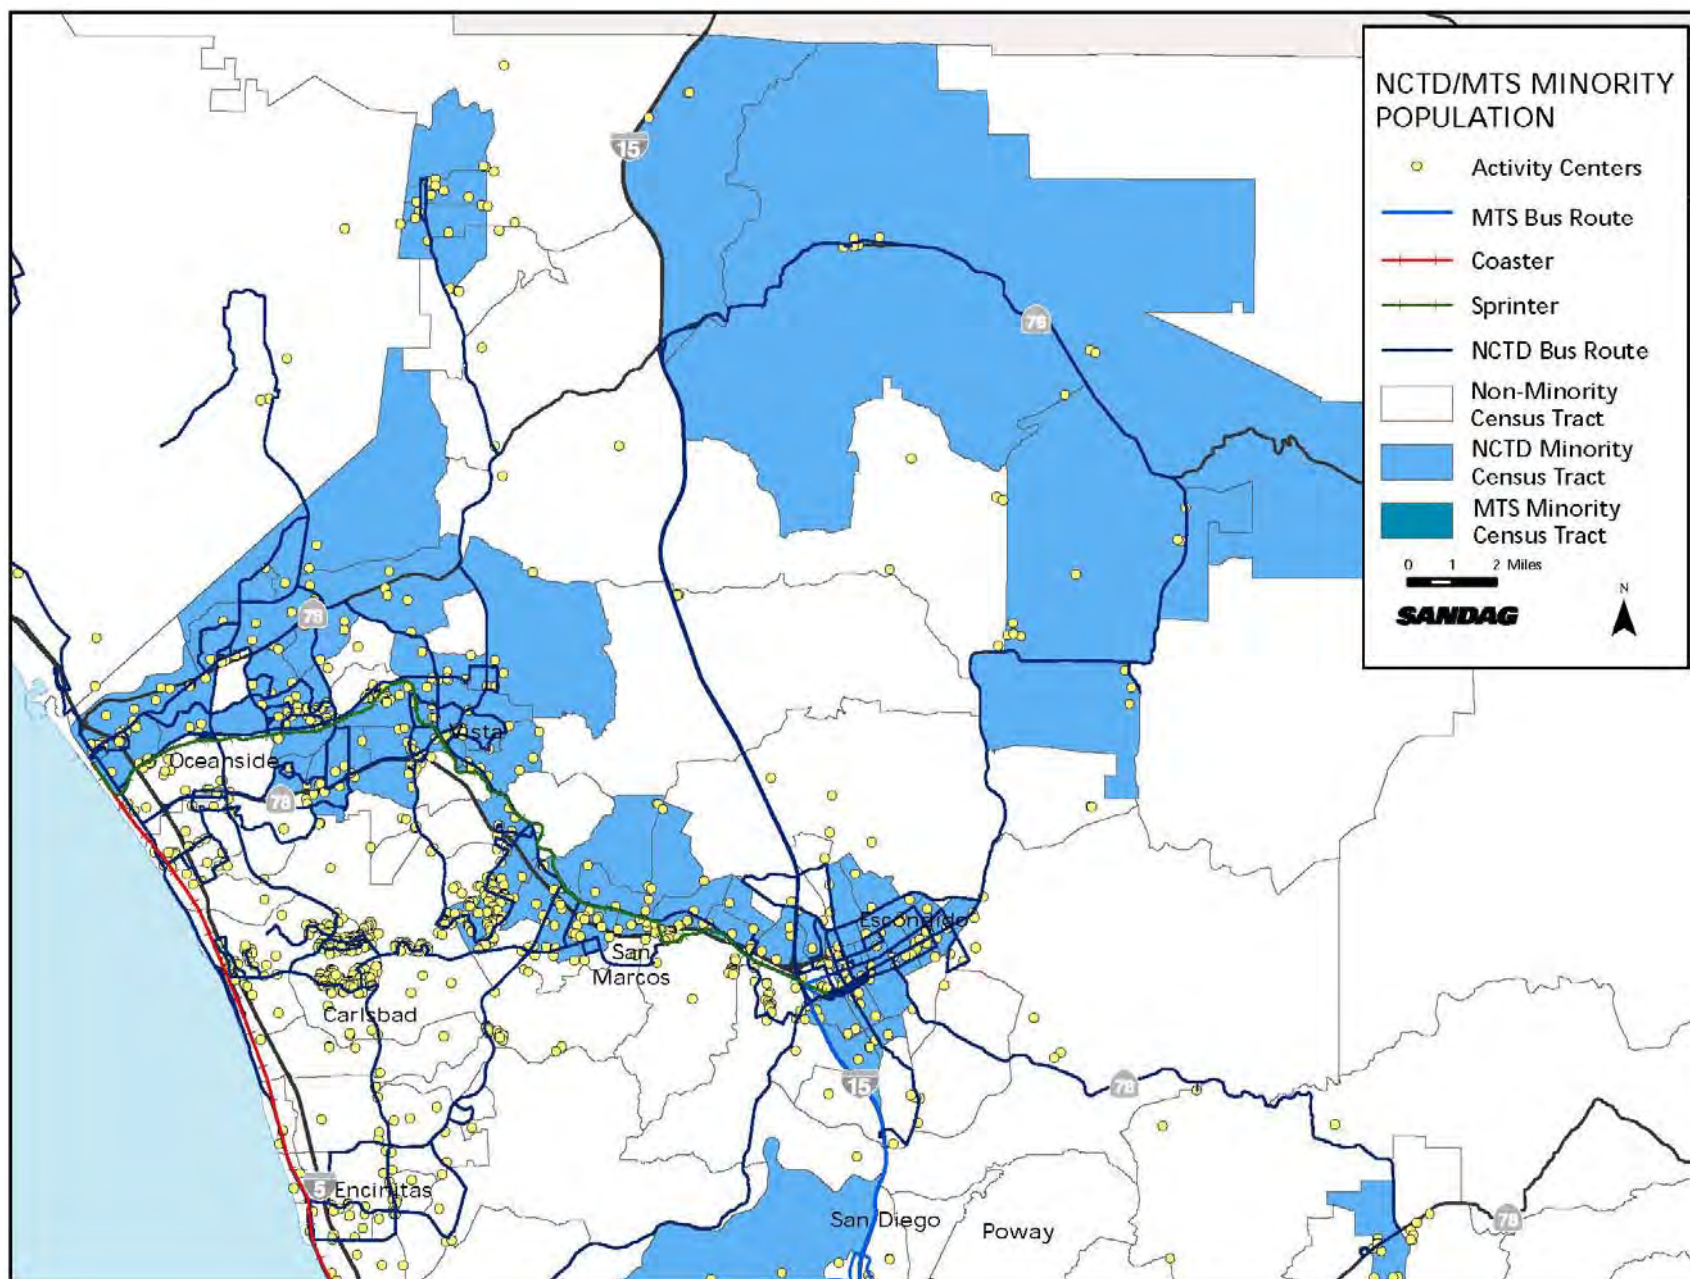 NCTD/MTS MINORITY
POPULATION
Activity Centers
MTS Bus Route
Coaster
Sprinter
NCTD Bus Route
Non-Minority
Census Tract
NCTD Minority
Census Tract
MTS Minority
Census Tract
0 1 2 Miles
SANDAG
N
15
76
76
Vista
Oceanside
78
Escondido
San
Marcos
Carlsbad
15
78
5
Encinitas
San Diego
Poway
78